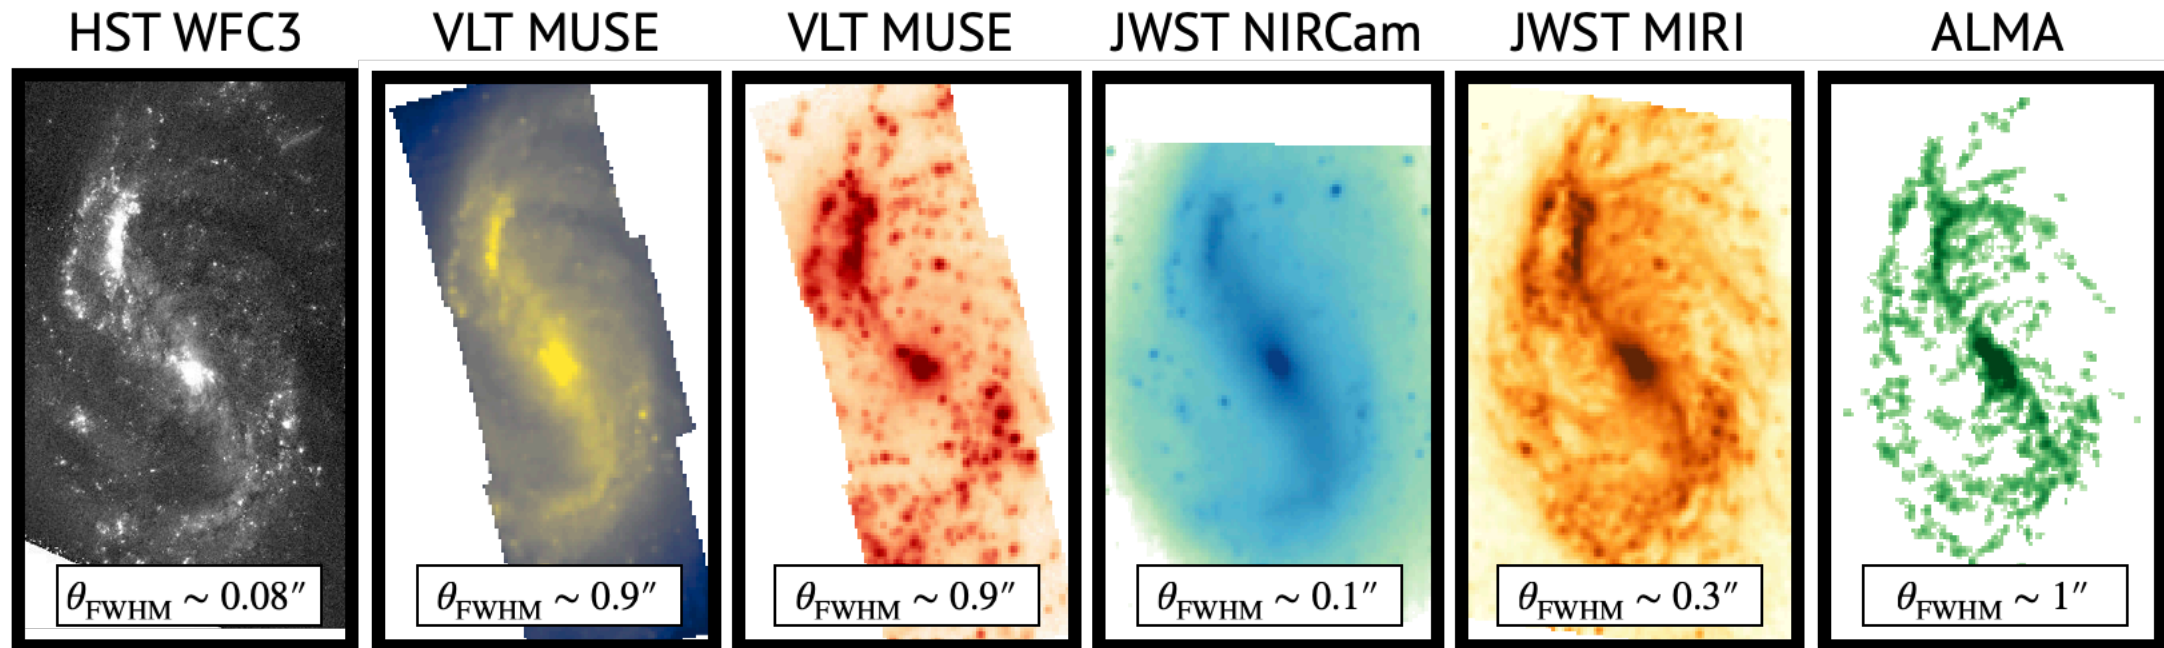 HST WFC3
VLT MUSE
VLT MUSE
JWST NIRCam
JWST MIRI
ALMA
θFWHM ~ 0.08″
θFWHM ~ 0.9″
θFWHM ~ 0.9″
θFWHM ~ 0.1″
θFWHM ~ 0.3″
θFWHM ~ 1″